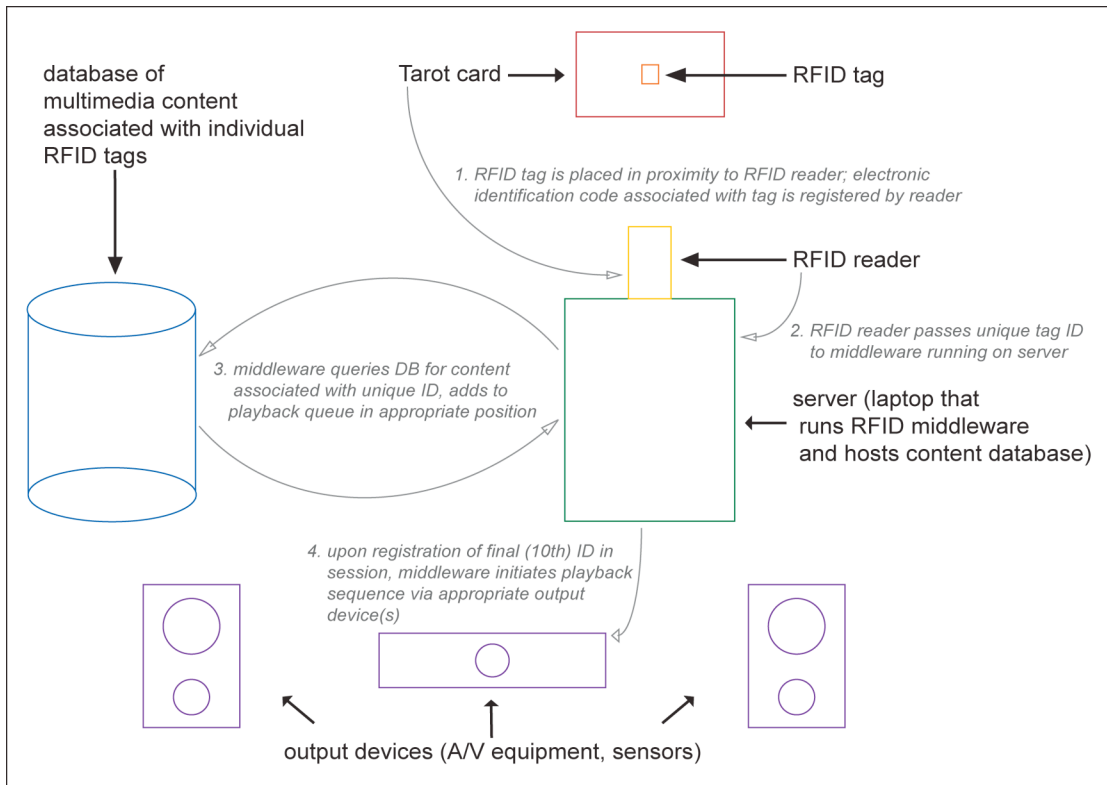 database of
multimedia content
associated with individual
RFID tags
Tarot card
RFID tag
1. RFID tag is placed in proximity to RFID reader; electronic
identification code associated with tag is registered by reader
RFID reader
2. RFID reader passes unique tag ID
to middleware running on server
3. middleware queries DB for content
associated with unique ID, adds to
playback queue in appropriate position
server (laptop that
runs RFID middleware
and hosts content database)
4. upon registration of final (10th) ID in
session, middleware initiates playback
sequence via appropriate output
device(s)
output devices (A/V equipment, sensors)